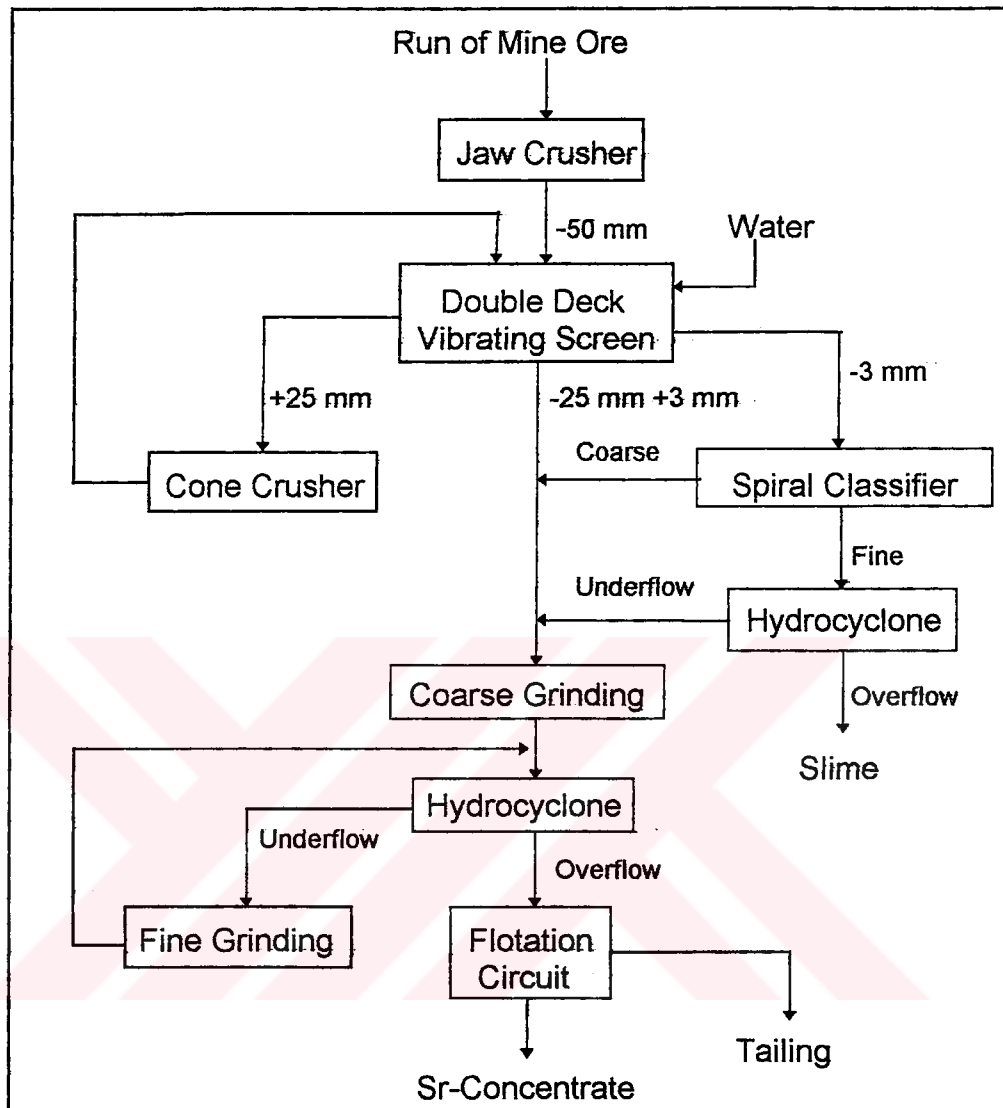 Run of Mine Ore
Jaw Crusher
-50 mm
Water
Double Deck
Vibrating Screen
-3 mm
+25 mm
-25 mm +3 mm
Coarse
Cone Crusher
Spiral Classifier
Fine
Underflow
Hydrocyclone
Coarse Grinding
Overflow
Slime
Hydrocyclone
Underflow
Overflow
Fine Grinding
Flotation
Circuit
Tailing
Sr-Concentrate